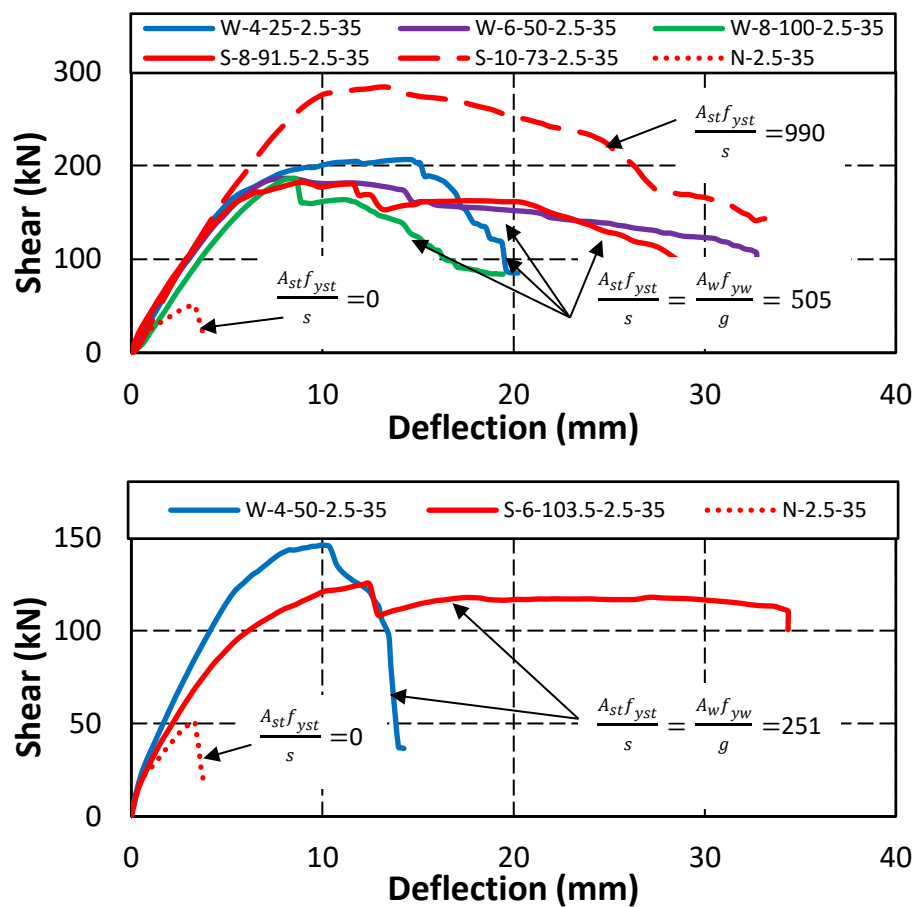 W-4-25-2.5-35 W-6-50-2.5-35 W-8-100-2.5-35
S-8-91.5-2.5-35 S-10-73-2.5-35 N-2.5-35
300
200
100
0
Shear (kN)
A_st f_yst / s =990
A_st f_yst / s =0
A_st f_yst / s = A_w f_yw / g = 505
0 10 20 30 40
Deflection (mm)
W-4-50-2.5-35 S-6-103.5-2.5-35 N-2.5-35
150
100
50
0
Shear (kN)
A_st f_yst / s =0
A_st f_yst / s = A_w f_yw / g =251
0 10 20 30 40
Deflection (mm)